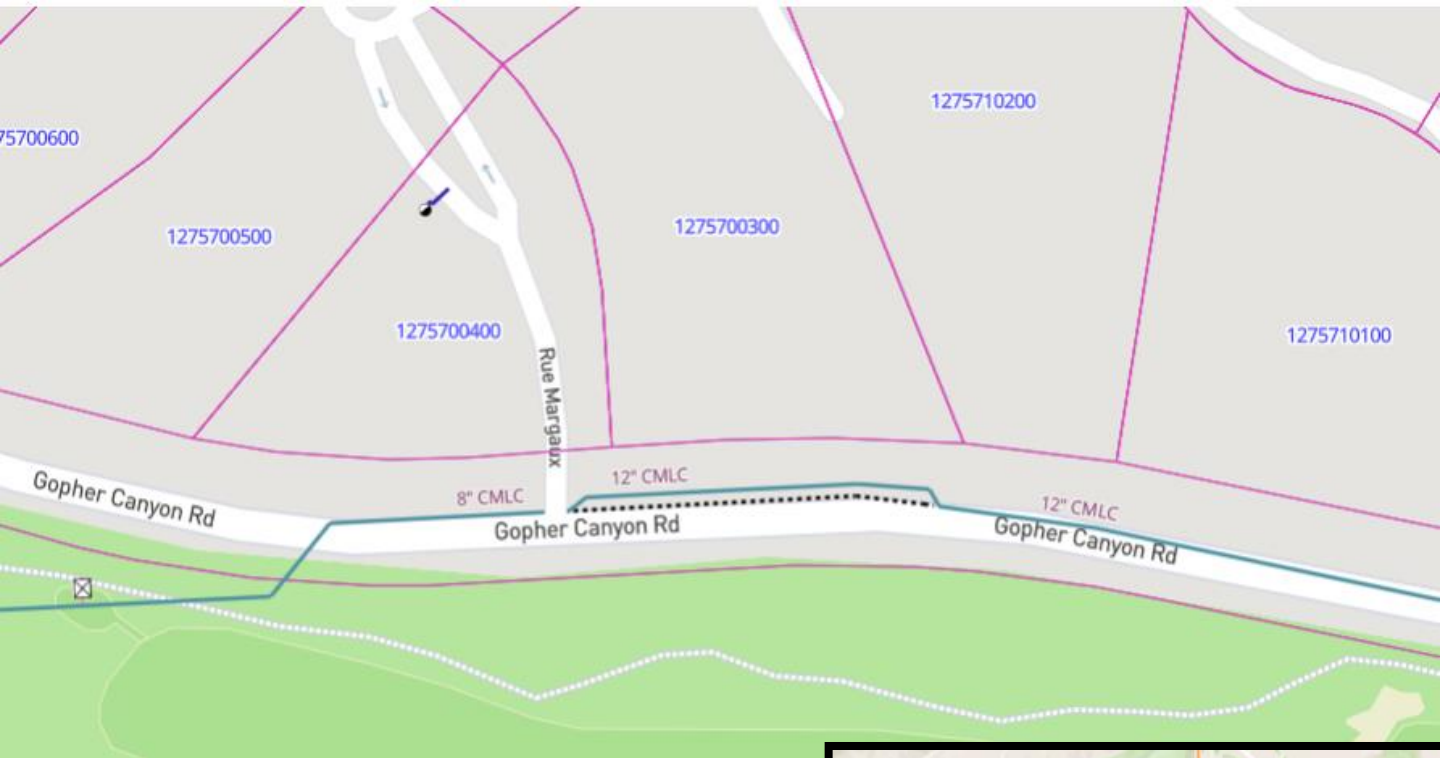 1275710200
75700600
1275700300
1275700500
1275700400
1275710100
Rue Margaux
12" CMLC
Gopher Canyon Rd
8" CMLC
12" CMLC
Gopher Canyon Rd
Gopher Canyon Rd